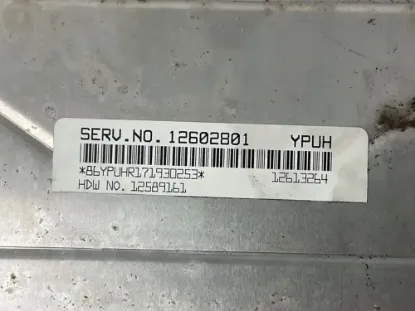 SERV.NO. 12602801 YPUH
*86YPUHR171930253* 12613264
HDW NO. 12589161